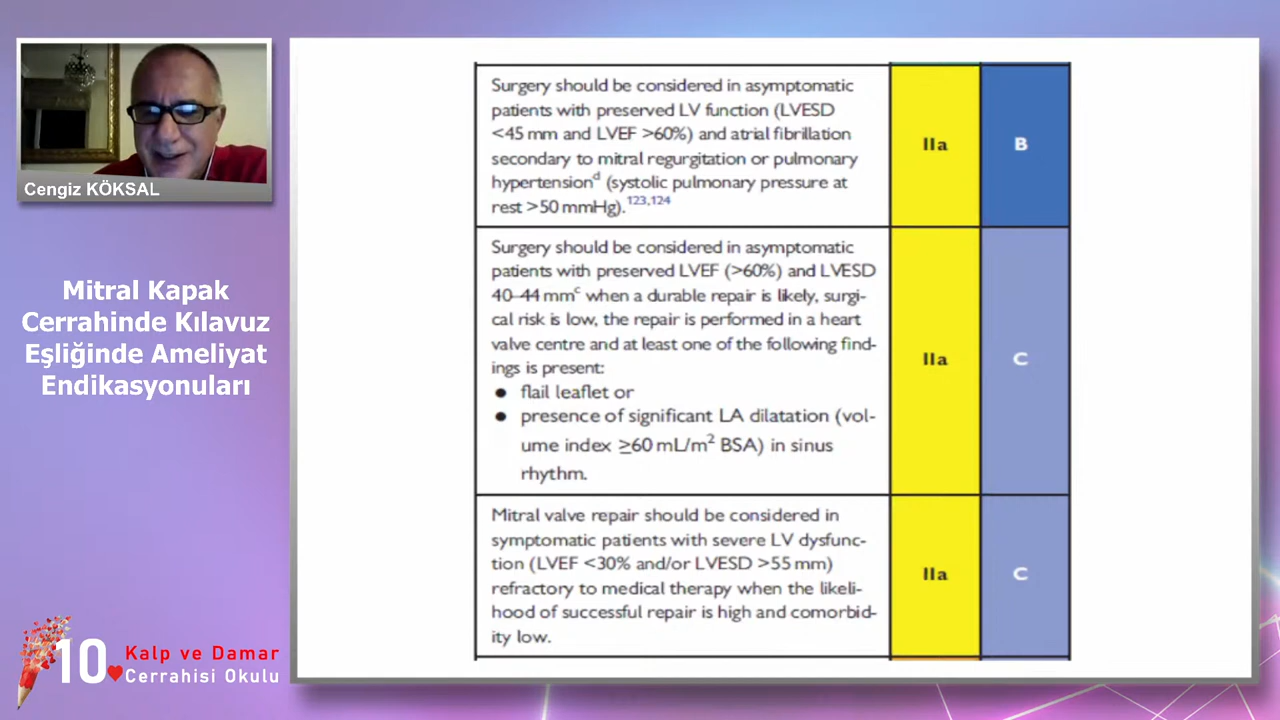 Cengiz KÖKSAL
Mitral Kapak
Cerrahinde Kılavuz
Eşliğinde Ameliyat
Endikasyonuları
10
Kalp ve Damar
Cerrahisi Okulu
Surgery should be considered in asymptomatic
patients with preserved LV function (LVESD
<45 mm and LVEF >60%) and atrial fibrillation
secondary to mitral regurgitation or pulmonary
hypertensionᵈ (systolic pulmonary pressure at
rest >50 mmHg).¹²³,¹²⁴
IIa
B
Surgery should be considered in asymptomatic
patients with preserved LVEF (>60%) and LVESD
40–44 mmᶜ when a durable repair is likely, surgi-
cal risk is low, the repair is performed in a heart
valve centre and at least one of the following find-
ings is present:
● flail leaflet or
● presence of significant LA dilatation (vol-
ume index ≥60 mL/m² BSA) in sinus
rhythm.
IIa
C
Mitral valve repair should be considered in
symptomatic patients with severe LV dysfunc-
tion (LVEF <30% and/or LVESD >55 mm)
refractory to medical therapy when the likeli-
hood of successful repair is high and comorbid-
ity low.
IIa
C